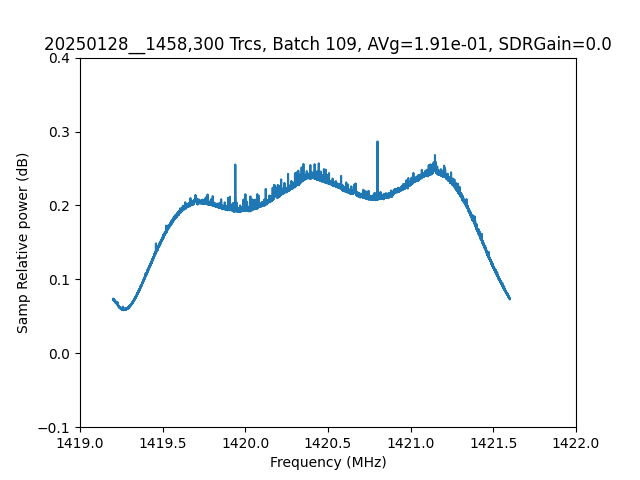 20250128__1458,300 Trcs, Batch 109, AVg=1.91e-01, SDRGain=0.0
0.4
0.3
0.2
0.1
0.0
−0.1
Samp Relative power (dB)
1419.0 1419.5 1420.0 1420.5 1421.0 1421.5 1422.0
Frequency (MHz)